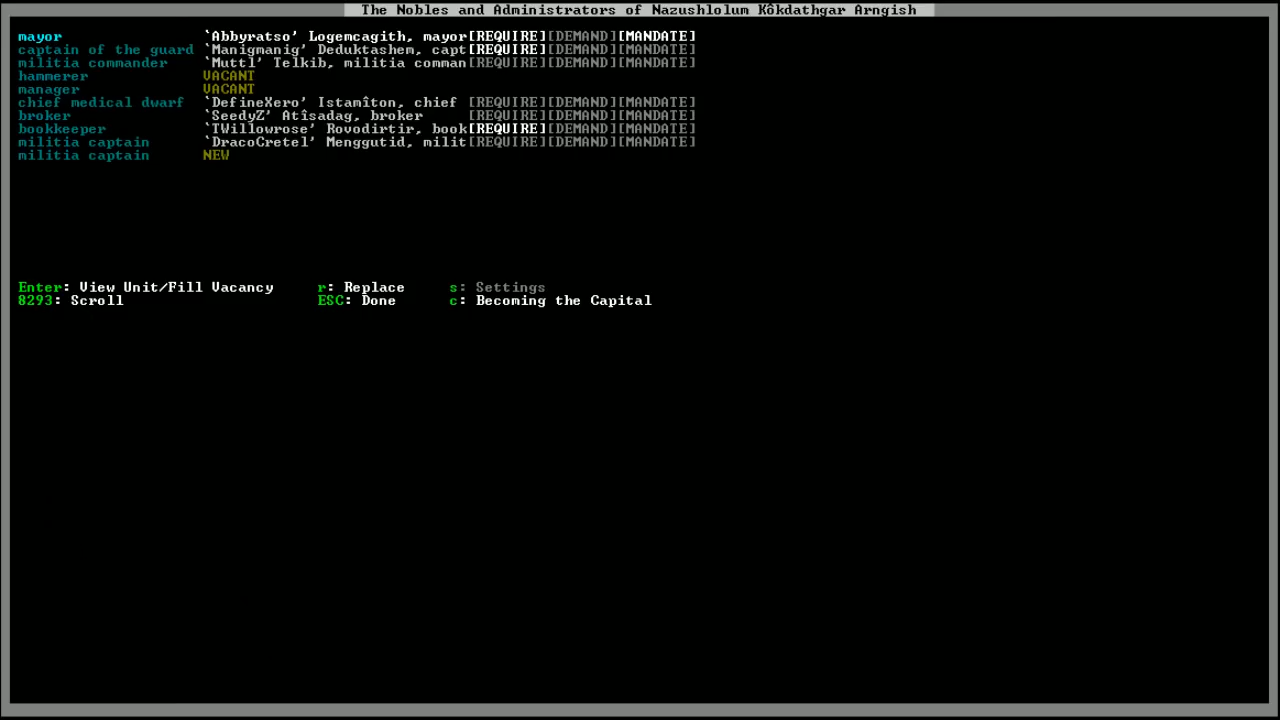 The Nobles and Administrators of Nazushlolum Kôkdathgar Arngish
mayor `Abbyratso' Logemcagith, mayor[REQUIRE][DEMAND][MANDATE]
captain of the guard `Manigmanig' Deduktashem, capt[REQUIRE][DEMAND][MANDATE]
militia commander `Muttl' Telkib, militia comman[REQUIRE][DEMAND][MANDATE]
hammerer VACANT
manager VACANT
chief medical dwarf `DefineXero' Istamîton, chief [REQUIRE][DEMAND][MANDATE]
broker `SeedyZ' Atîsadag, broker [REQUIRE][DEMAND][MANDATE]
bookkeeper `TWillowrose' Rovodirtir, book[REQUIRE][DEMAND][MANDATE]
militia captain `DracoCretel' Menggutid, milit[REQUIRE][DEMAND][MANDATE]
militia captain NEW
Enter: View Unit/Fill Vacancy r: Replace s: Settings
8293: Scroll ESC: Done c: Becoming the Capital